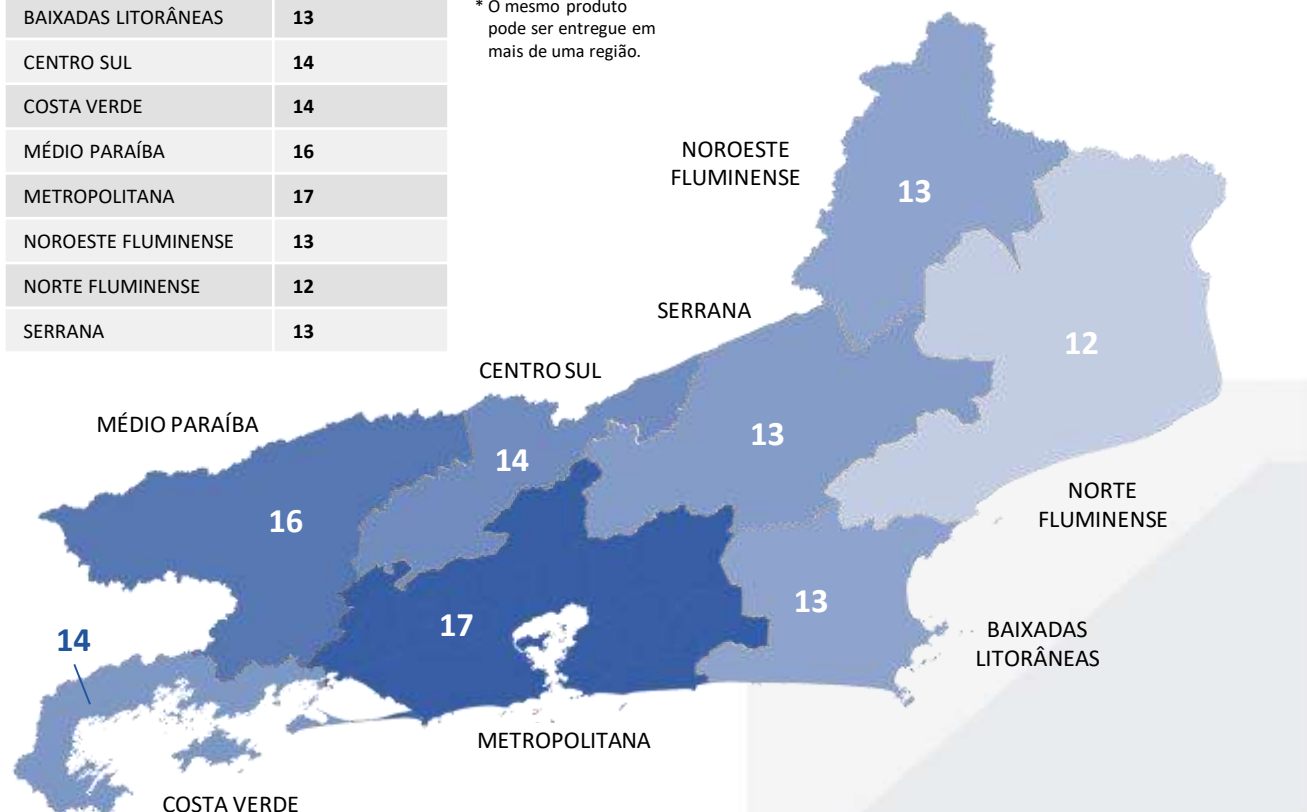 BAIXADAS LITORÂNEAS 13
CENTRO SUL 14
COSTA VERDE 14
MÉDIO PARAÍBA 16
METROPOLITANA 17
NOROESTE FLUMINENSE 13
NORTE FLUMINENSE 12
SERRANA 13
* O mesmo produto
pode ser entregue em
mais de uma região.
NOROESTE
FLUMINENSE
13
SERRANA
12
CENTRO SUL
MÉDIO PARAÍBA
13
14
NORTE
FLUMINENSE
16
13
17
14
BAIXADAS
LITORÂNEAS
METROPOLITANA
COSTA VERDE